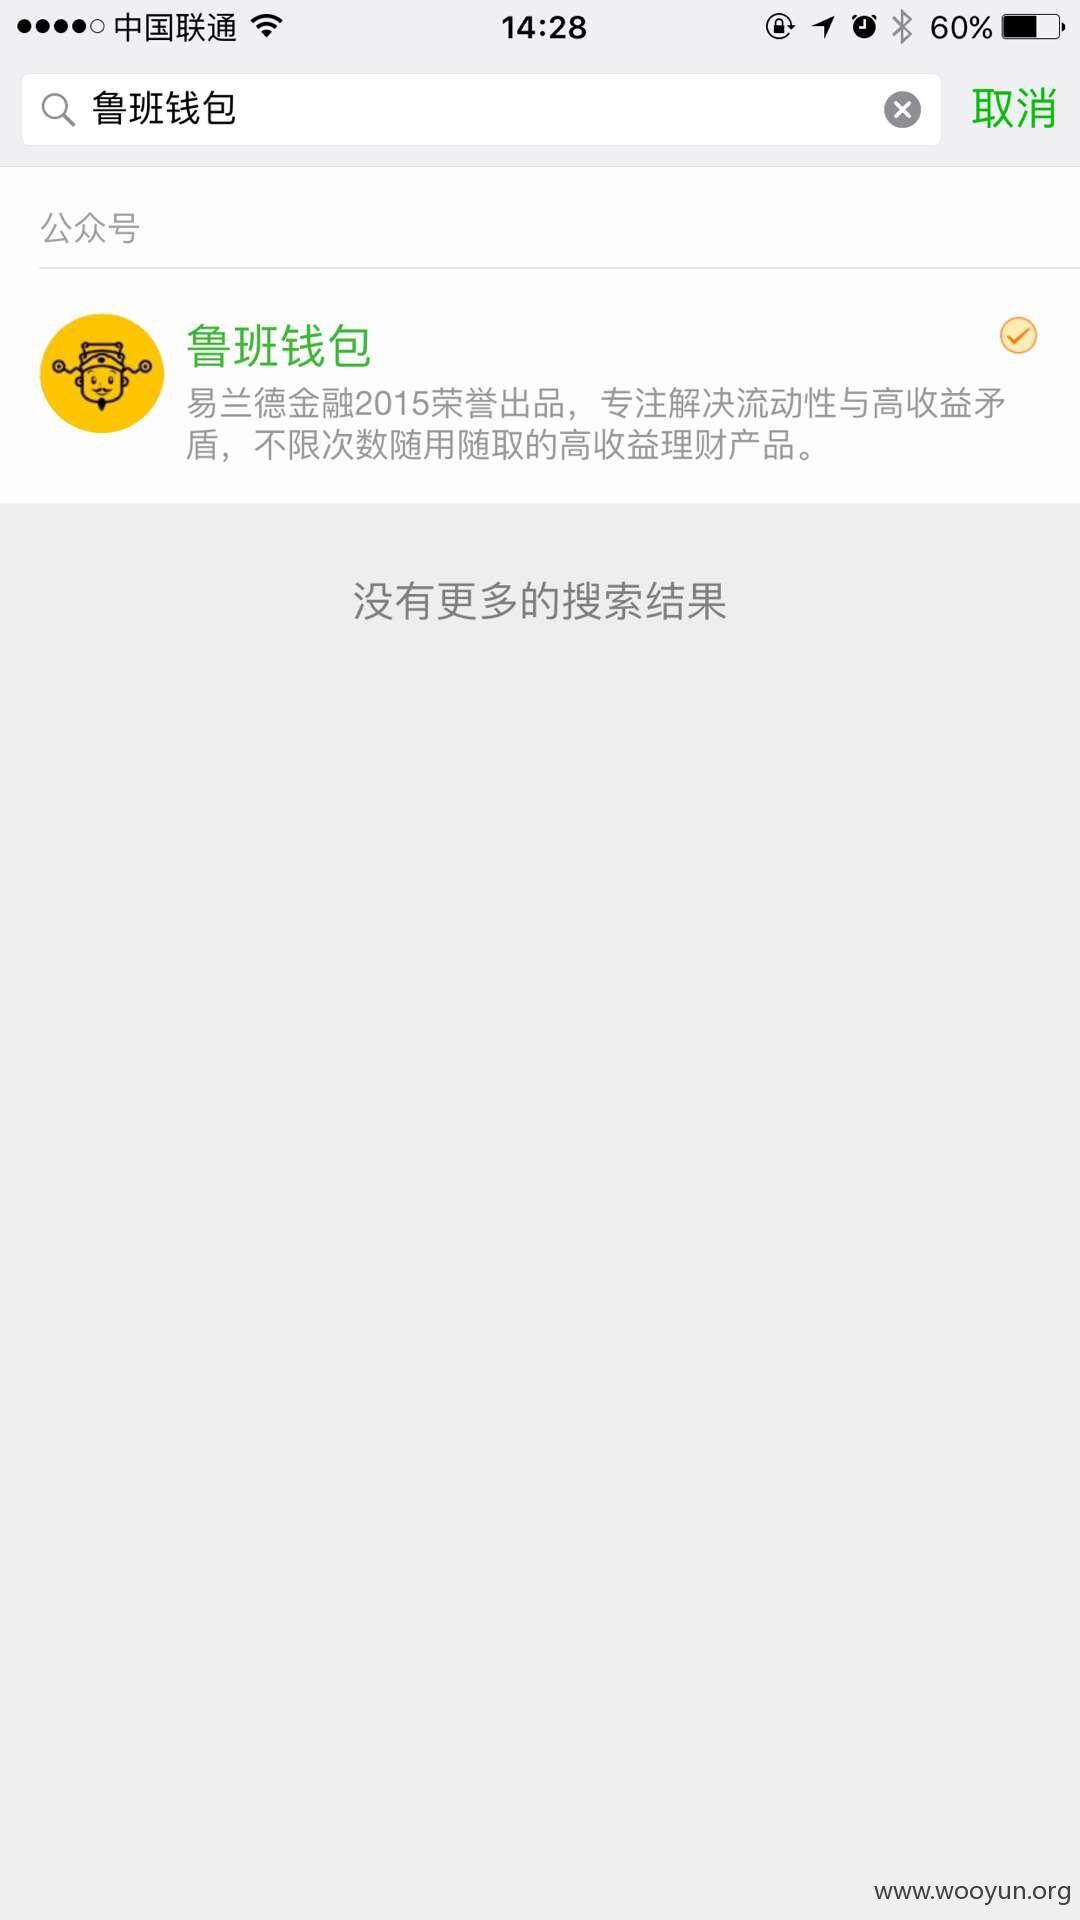 中国联通 14:28 60%
鲁班钱包 取消
公众号
鲁班钱包
易兰德金融2015荣誉出品，专注解决流动性与高收益矛
盾，不限次数随用随取的高收益理财产品。
没有更多的搜索结果
www.wooyun.org